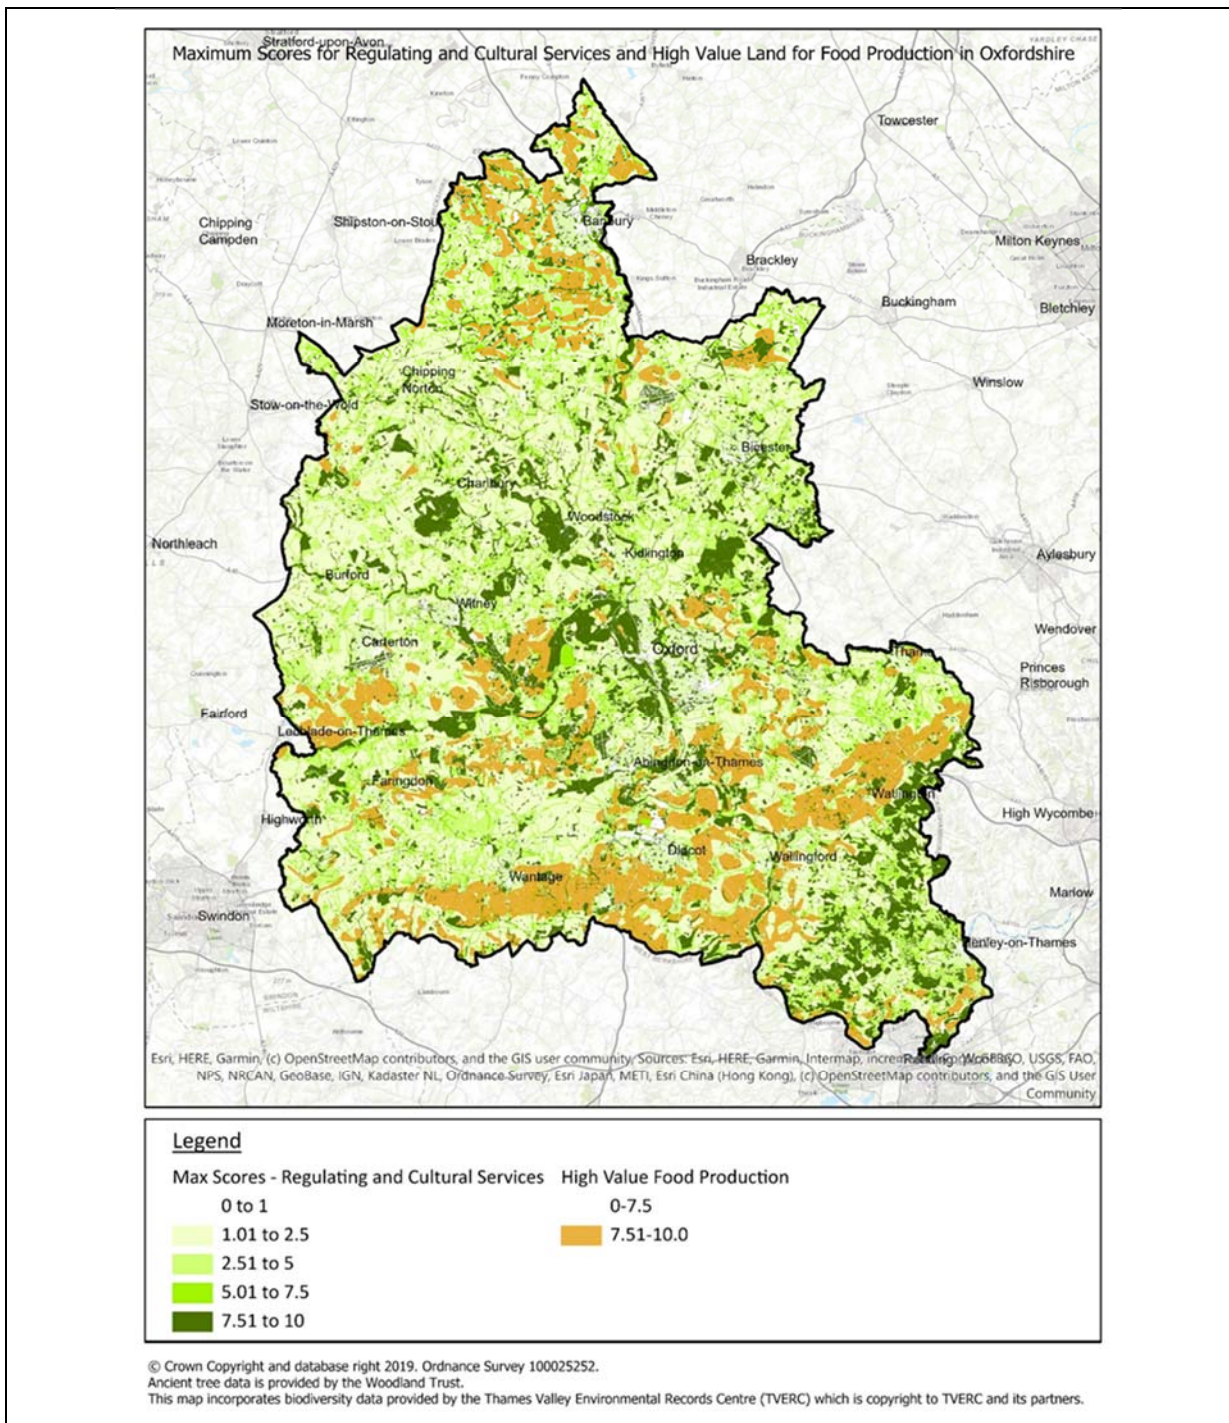 Stratford-upon-Avon
Maximum Scores for Regulating and Cultural Services and High Value Land for Food Production in Oxfordshire
YARDLEY CHASE
Towcester
Chipping
Campden
Shipston-on-Stou
Banbury
Milton Keynes
Brackley
Buckingham
Bletchley
Moreton-in-Marsh
Chipping
Norton
Winslow
Stow-on-the-Wold
Bicester
Charlbury
Woodstock
Northleach
Kidlington
Aylesbury
Burford
Witney
Wendover
Carterton
Oxford
Thame
Princes
Risborough
Fairford
Lechlade-on-Thames
Abingdon-on-Thames
Faringdon
Watlington
Highworth
High Wycombe
Didcot
Wallingford
Wantage
Marlow
Swindon
Henley-on-Thames
Esri, HERE, Garmin, (c) OpenStreetMap contributors, and the GIS user community, Sources: Esri, HERE, Garmin, Intermap, GEBCO, USGS, FAO,
NPS, NRCAN, GeoBase, IGN, Kadaster NL, Ordnance Survey, Esri Japan, METI, Esri China (Hong Kong), (c) OpenStreetMap contributors, and the GIS User
Community
Legend
Max Scores - Regulating and Cultural Services High Value Food Production
0 to 1 0-7.5
1.01 to 2.5 7.51-10.0
2.51 to 5
5.01 to 7.5
7.51 to 10
© Crown Copyright and database right 2019. Ordnance Survey 100025252.
Ancient tree data is provided by the Woodland Trust.
This map incorporates biodiversity data provided by the Thames Valley Environmental Records Centre (TVERC) which is copyright to TVERC and its partners.